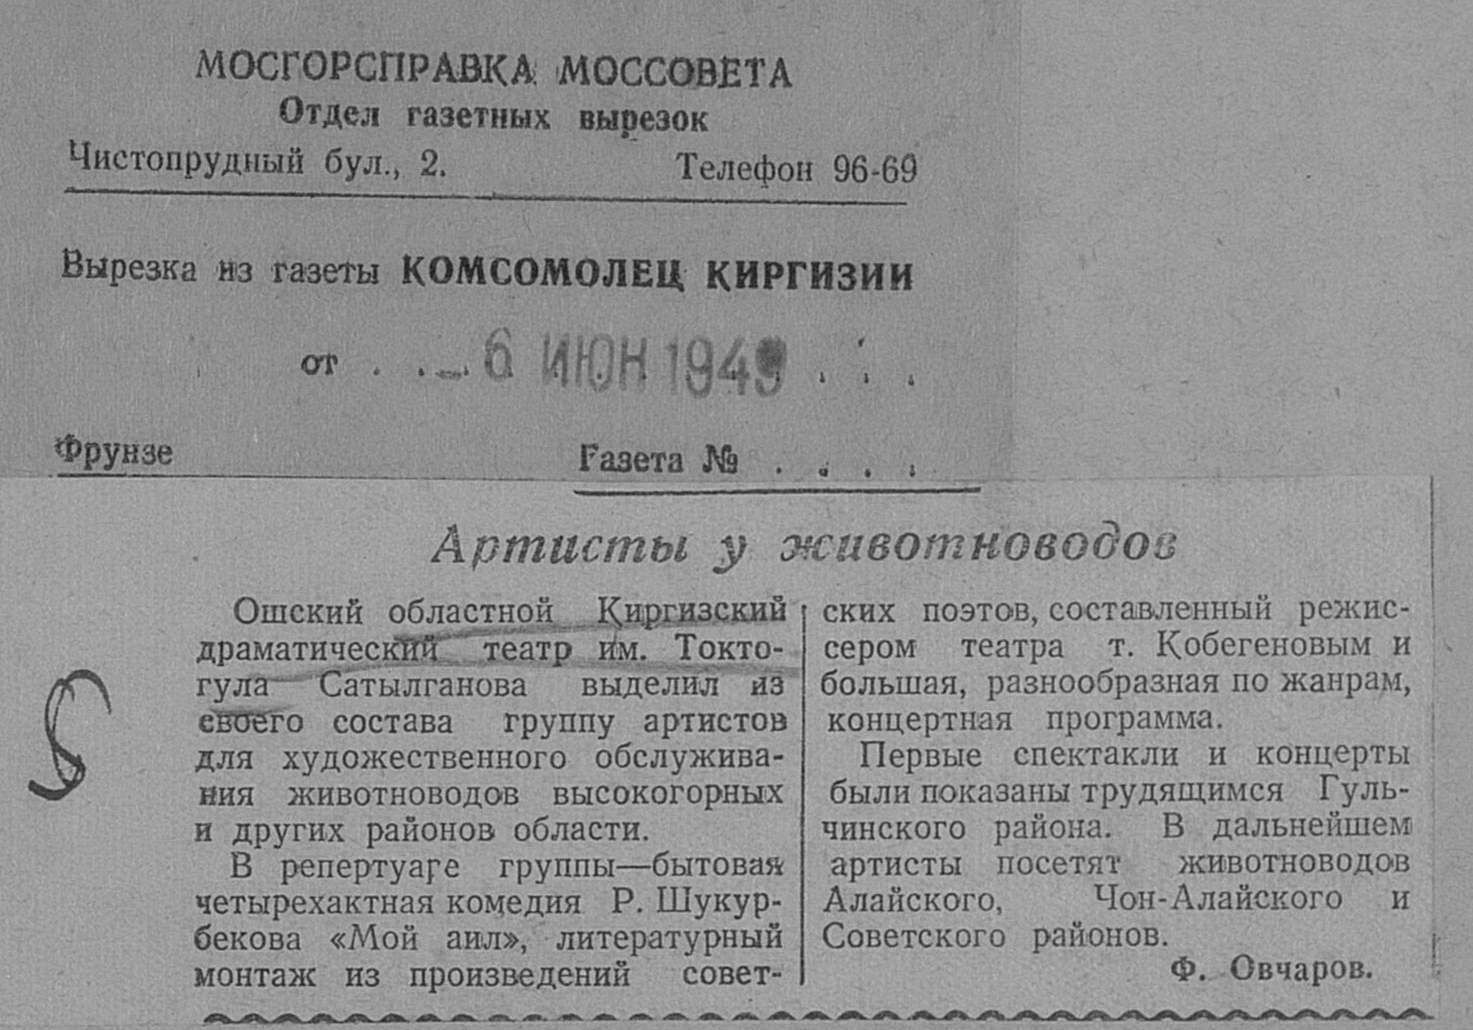 МОСГОРСПРАВКА МОССОВЕТА
Отдел газетных вырезок
Чистопрудный бул., 2. Телефон 96-69
Вырезка из газеты КОМСОМОЛЕЦ КИРГИЗИИ
от . . - 6 ИЮН 1949 . . .
Фрунзе Газета № . . . .
Артисты у животноводов
Ошский областной Киргизский
драматический театр им. Токто-
гула Сатылганова выделил из
своего состава группу артистов
для художественного обслужива-
ния животноводов высокогорных
и других районов области.
В репертуаре группы—бытовая
четырехактная комедия Р. Шукур-
бекова «Мой аил», литературный
монтаж из произведений совет-
ских поэтов, составленный режис-
сером театра т. Кобегеновым и
большая, разнообразная по жанрам,
концертная программа.
Первые спектакли и концерты
были показаны трудящимся Гуль-
чинского района. В дальнейшем
артисты посетят животноводов
Алайского, Чон-Алайского и
Советского районов.
Ф. Овчаров.